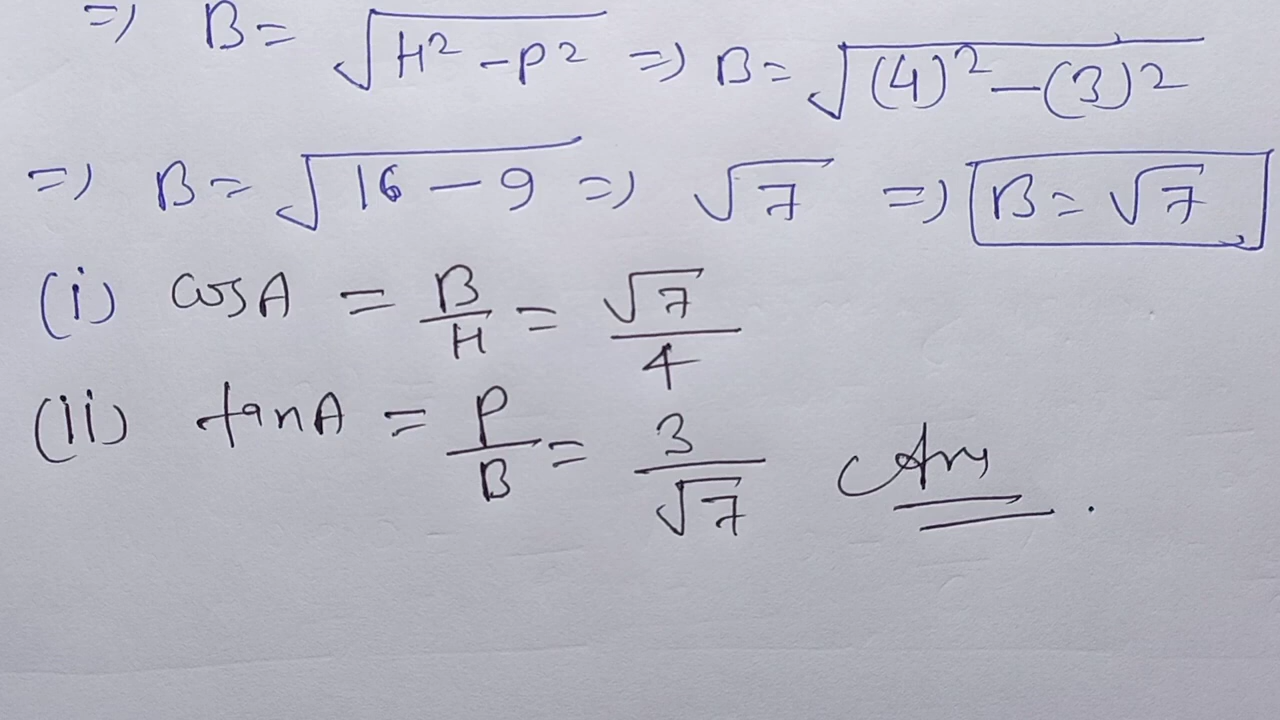 => B = √(H² - P²) => B = √((4)² - (3)²)
=> B = √(16 - 9) => √7 => B = √7
(i) cosA = B/H = √7/4
(ii) tanA = P/B = 3/√7 Ans.